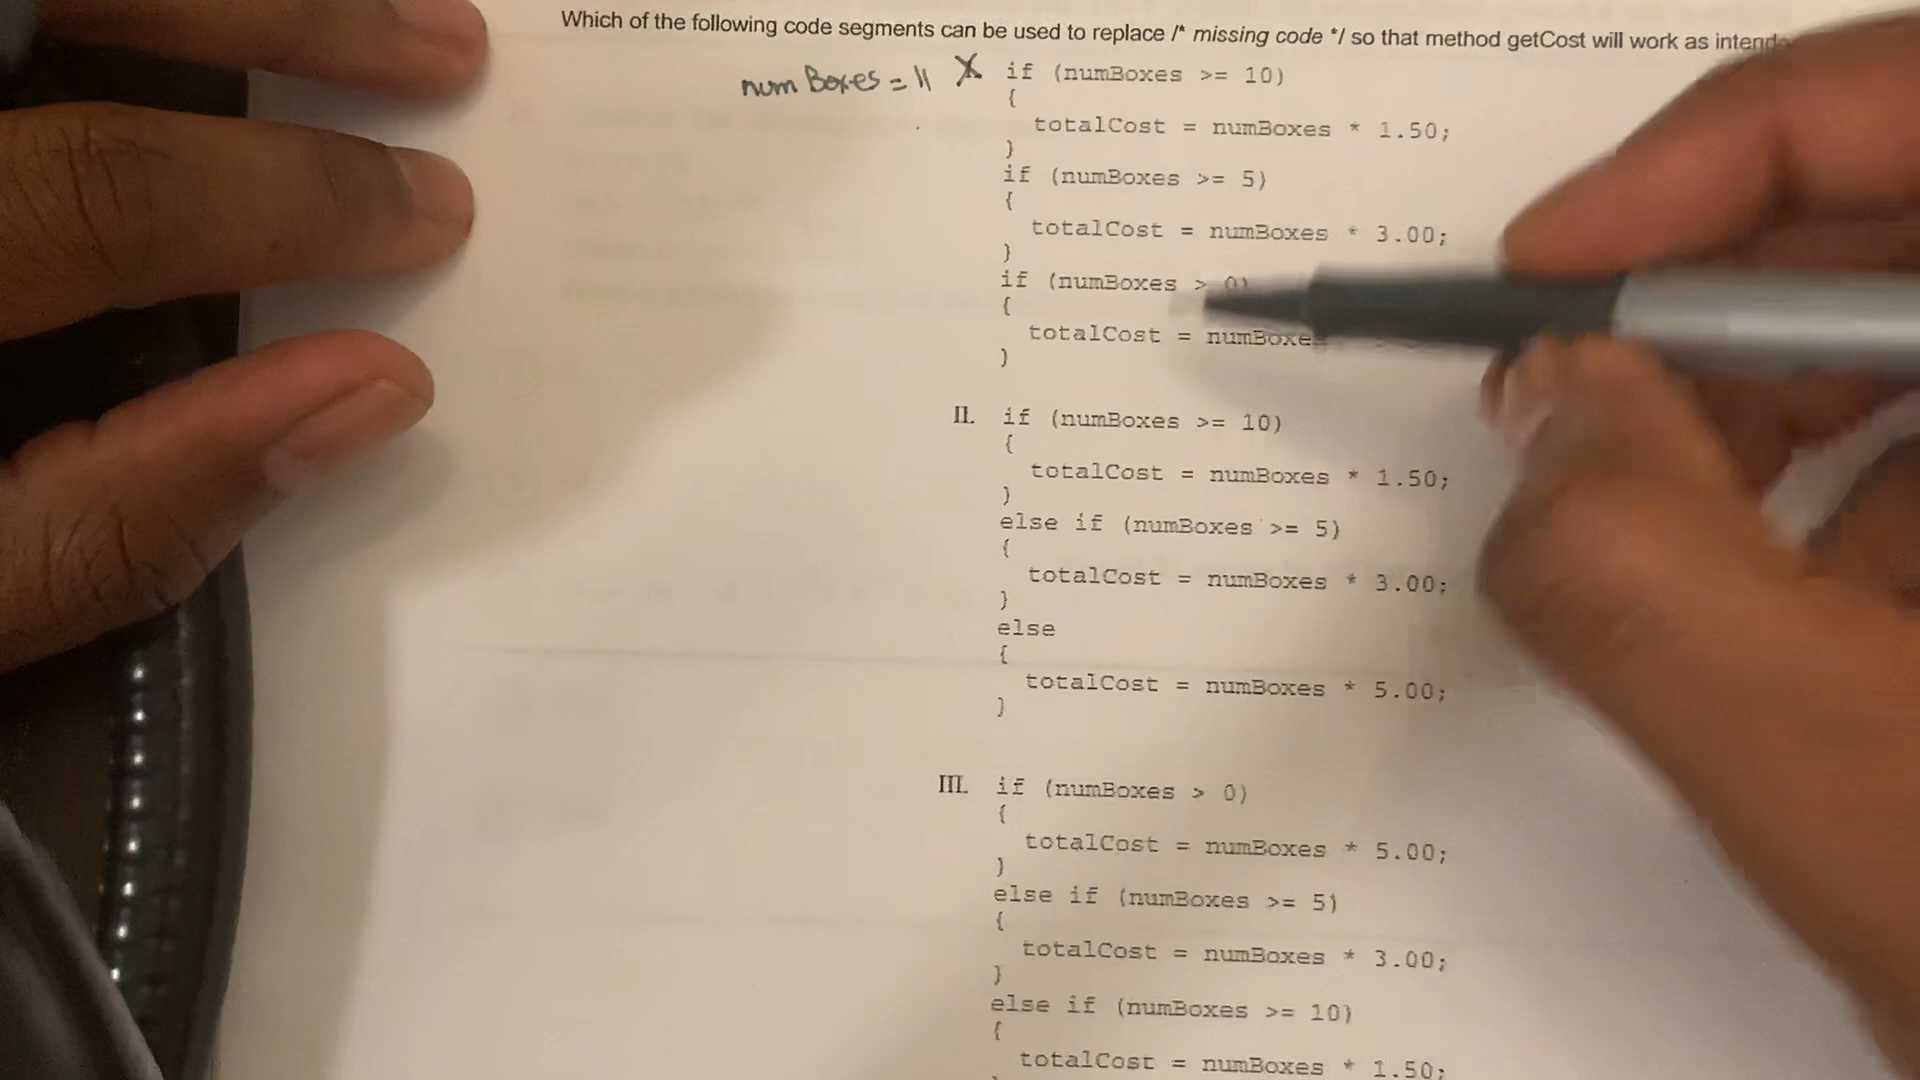 Which of the following code segments can be used to replace /* missing code */ so that method getCost will work as
num Boxes = 11 X if (numBoxes >= 10)
{
totalCost = numBoxes * 1.50;
}
if (numBoxes >= 5)
{
totalCost = numBoxes * 3.00;
}
if (numBoxes > 0)
{
totalCost =
}
II. if (numBoxes >= 10)
{
totalCost = numBoxes * 1.50;
}
else if (numBoxes >= 5)
{
totalCost = numBoxes * 3.00;
}
else
{
totalCost = numBoxes * 5.00;
}
III. if (numBoxes > 0)
{
totalCost = numBoxes * 5.00;
}
else if (numBoxes >= 5)
{
totalCost = numBoxes * 3.00;
}
else if (numBoxes >= 10)
{
totalCost = numBoxes * 1.50;